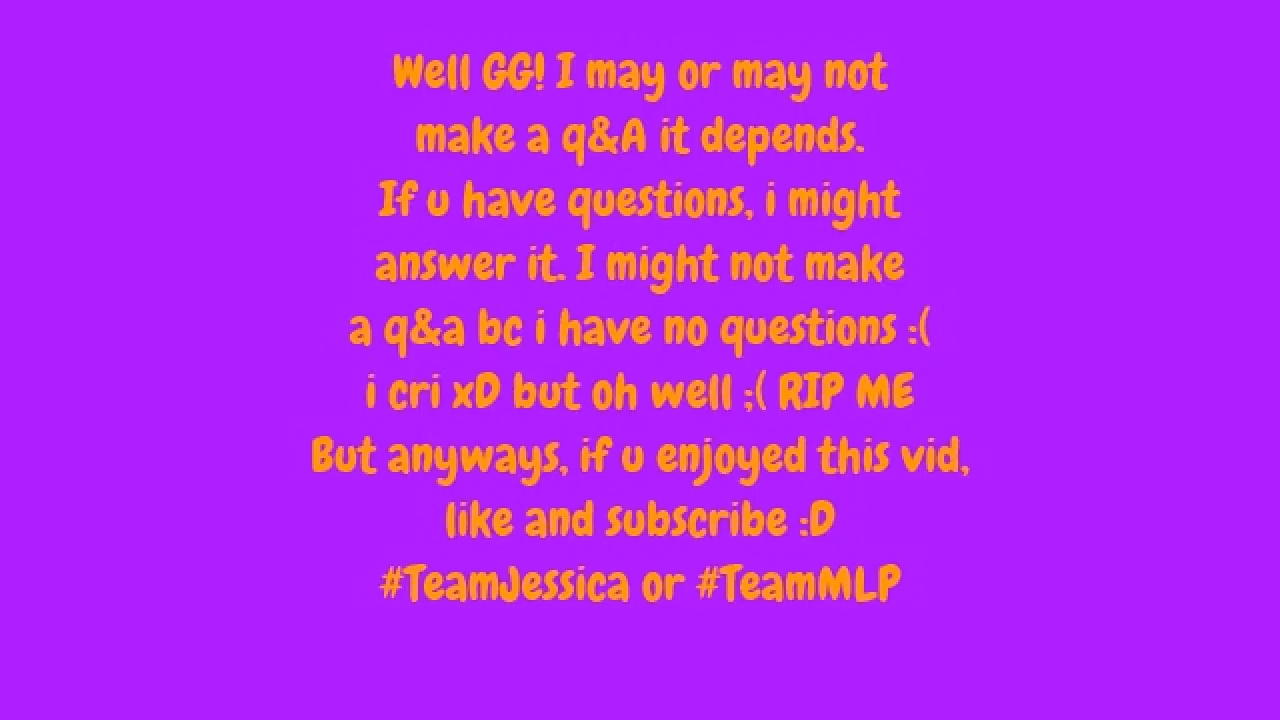 Well GG! I may or may not
make a q&A it depends.
If u have questions, i might
answer it. I might not make
a q&a bc i have no questions :(
i cri xD but oh well ;( RIP ME
But anyways, if u enjoyed this vid,
like and subscribe :D
#TeamJessica or #TeamMLP